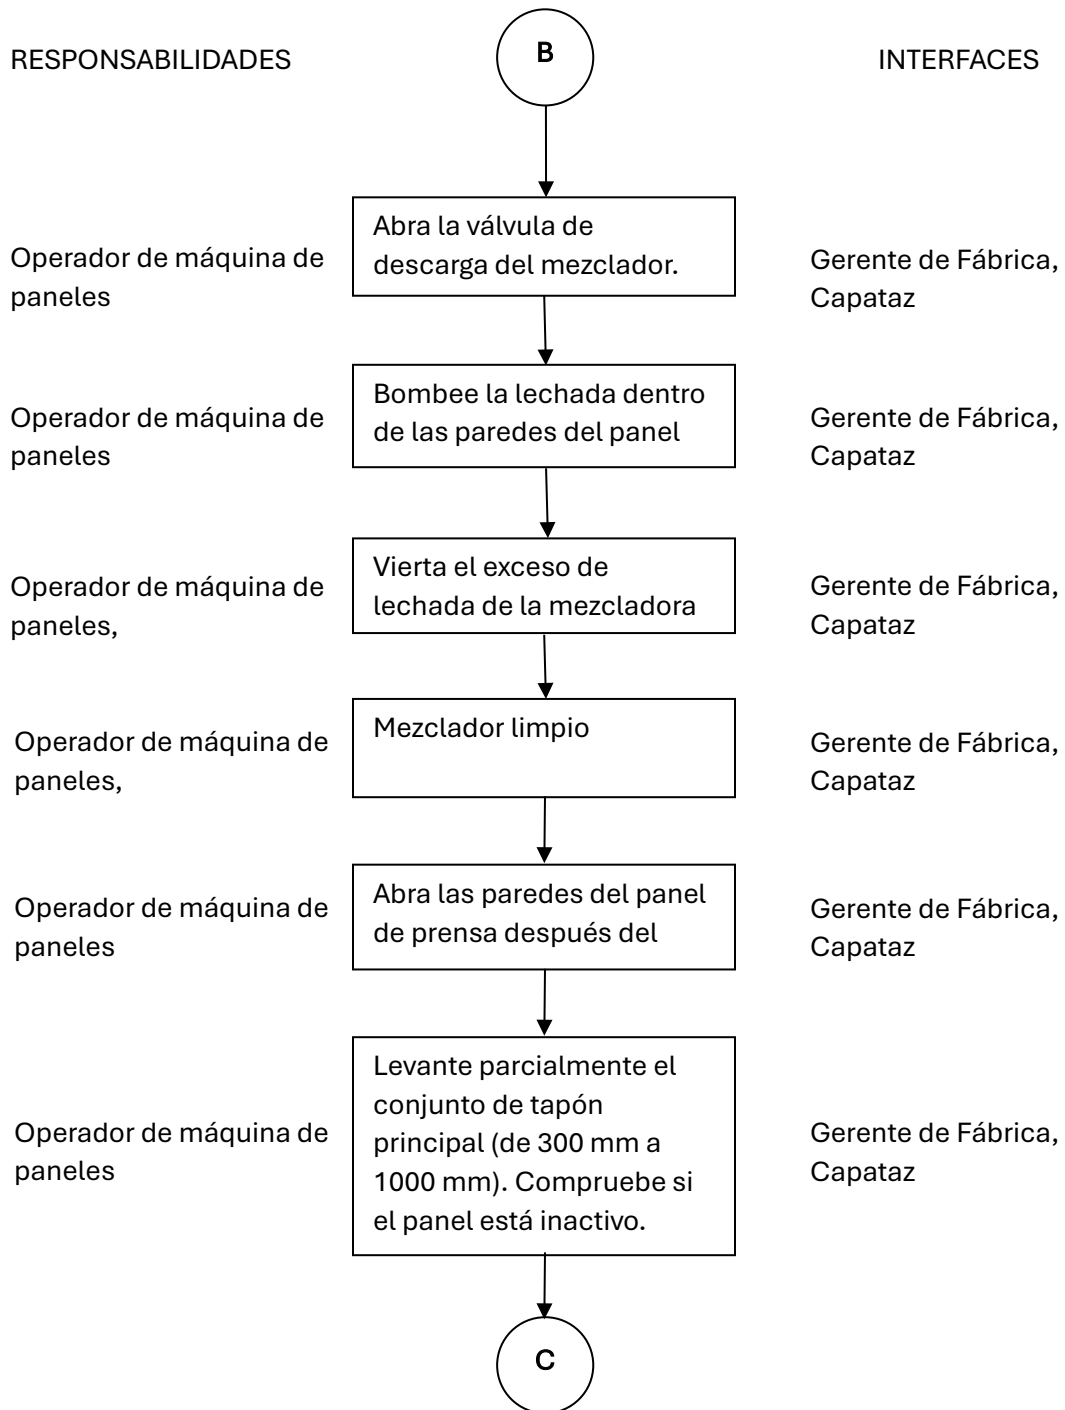 RESPONSABILIDADES
B
INTERFACES
Operador de máquina de
paneles
Abra la válvula de
descarga del mezclador.
Gerente de Fábrica,
Capataz
Operador de máquina de
paneles
Bombee la lechada dentro
de las paredes del panel
Gerente de Fábrica,
Capataz
Operador de máquina de
paneles,
Vierta el exceso de
lechada de la mezcladora
Gerente de Fábrica,
Capataz
Operador de máquina de
paneles,
Mezclador limpio
Gerente de Fábrica,
Capataz
Operador de máquina de
paneles
Abra las paredes del panel
de prensa después del
Gerente de Fábrica,
Capataz
Operador de máquina de
paneles
Levante parcialmente el
conjunto de tapón
principal (de 300 mm a
1000 mm). Compruebe si
el panel está inactivo.
Gerente de Fábrica,
Capataz
C